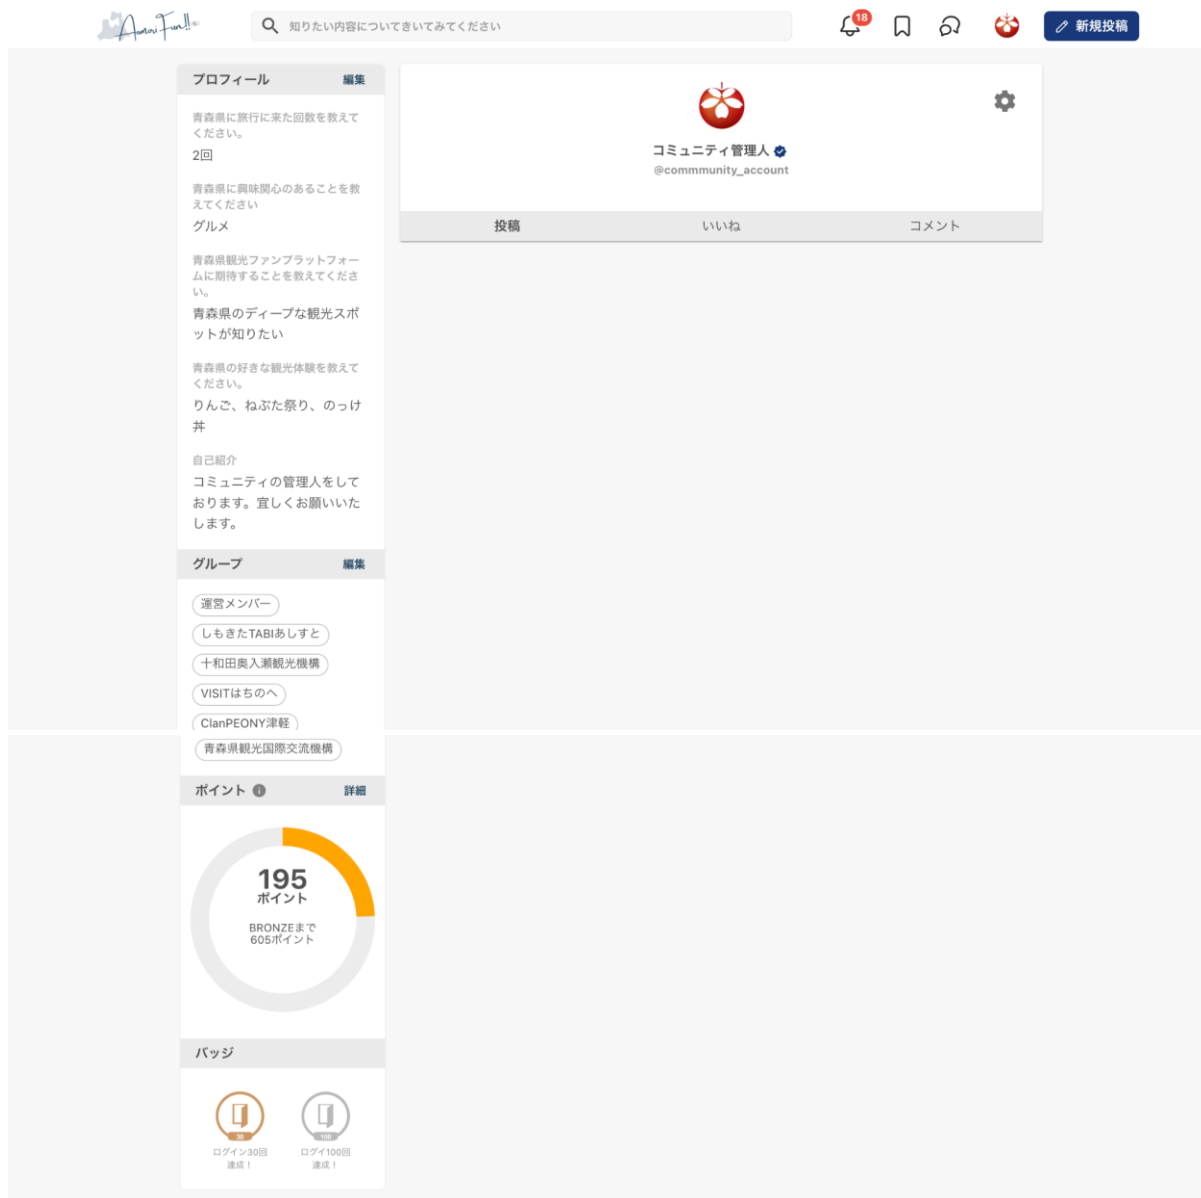 Aomori Fun!!
知りたい内容についてきいてみてください
18
新規投稿
プロフィール
編集
青森県に旅行に来た回数を教えて
ください。
2回
青森県に興味関心のあることを教
えてください
グルメ
青森県観光ファンプラットフォー
ムに期待することを教えてくださ
い。
青森県のディープな観光スポ
ットが知りたい
青森県の好きな観光体験を教えて
ください。
りんご、ねぶた祭り、のっけ
丼
自己紹介
コミュニティの管理人をして
おります。宜しくお願いいた
します。
グループ
編集
運営メンバー
しもきたTABIあしすと
十和田奥入瀬観光機構
VISITはちのへ
ClanPEONY津軽
青森県観光国際交流機構
ポイント
詳細
195
ポイント
BRONZEまで
605ポイント
バッジ
30
ログイン30回
達成！
100
ログイ100回
達成！
コミュニティ管理人
@commmunity_account
投稿
いいね
コメント